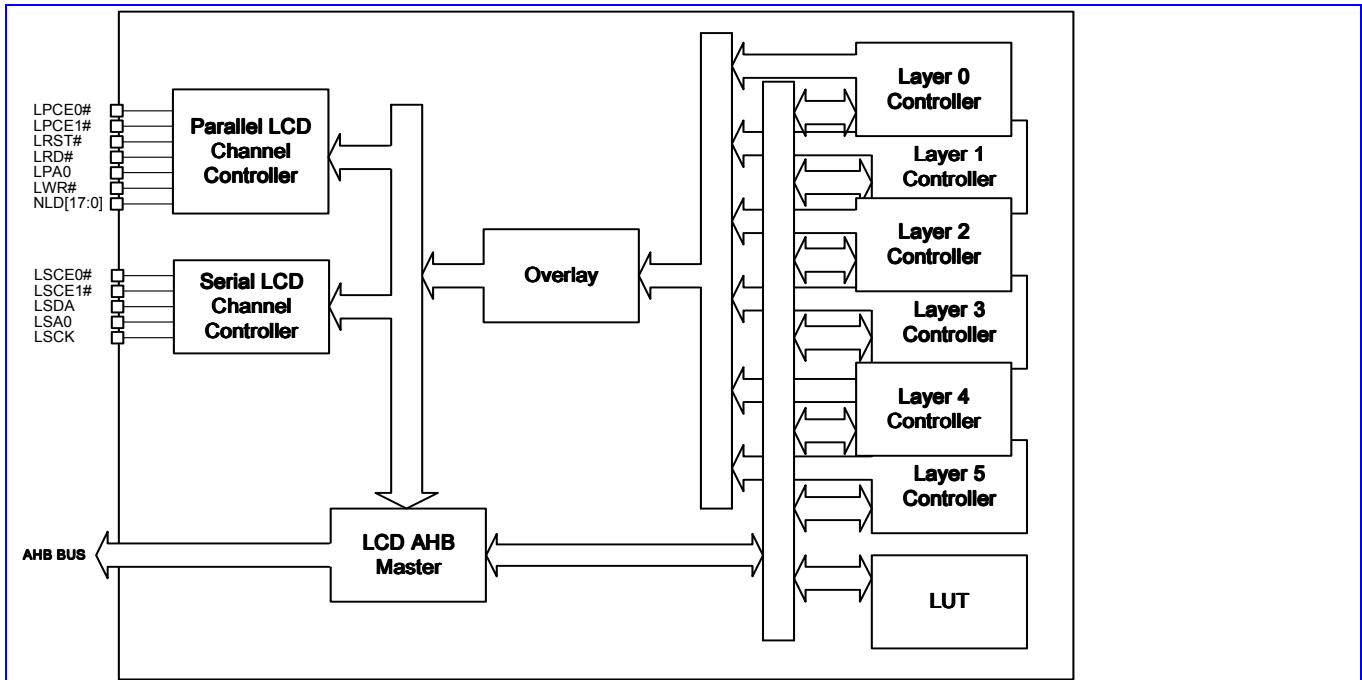 LPCE0#
LPCE1#
LRST#
LRD#
LPA0
LWR#
NLD[17:0]
Parallel LCD
Channel
Controller
LSCE0#
LSCE1#
LSDA
LSA0
LSCK
Serial LCD
Channel
Controller
Overlay
Layer 0
Controller
Layer 1
Controller
Layer 2
Controller
Layer 3
Controller
Layer 4
Controller
Layer 5
Controller
AHB BUS
LCD AHB
Master
LUT